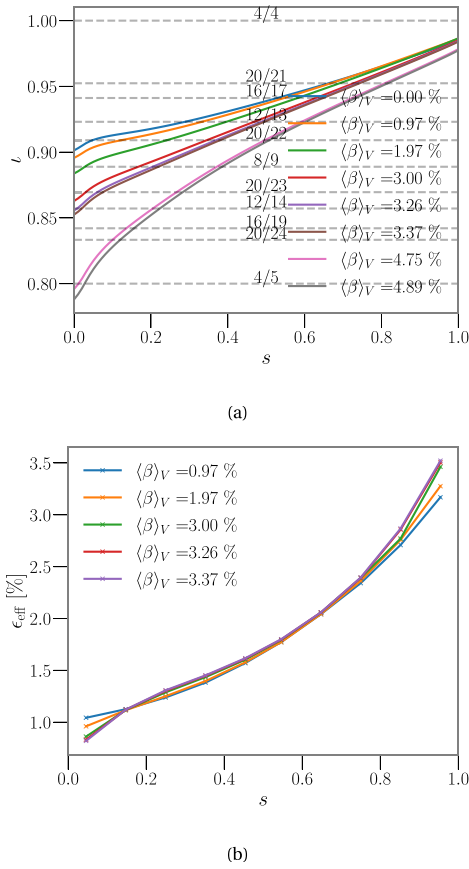 1.00
0.95
0.90
0.85
0.80
ι
4/4
20/21
16/17
12/13
20/22
8/9
20/23
12/14
16/19
20/24
4/5
⟨β⟩V =0.00 %
⟨β⟩V =0.97 %
⟨β⟩V =1.97 %
⟨β⟩V =3.00 %
⟨β⟩V =3.26 %
⟨β⟩V =3.37 %
⟨β⟩V =4.75 %
⟨β⟩V =4.89 %
0.0 0.2 0.4 0.6 0.8 1.0
s
(a)
3.5
3.0
2.5
2.0
1.5
1.0
ϵeff [%]
⟨β⟩V =0.97 %
⟨β⟩V =1.97 %
⟨β⟩V =3.00 %
⟨β⟩V =3.26 %
⟨β⟩V =3.37 %
0.0 0.2 0.4 0.6 0.8 1.0
s
(b)